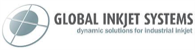 GLOBAL INKJET SYSTEMS
dynamic solutions for industrial inkjet